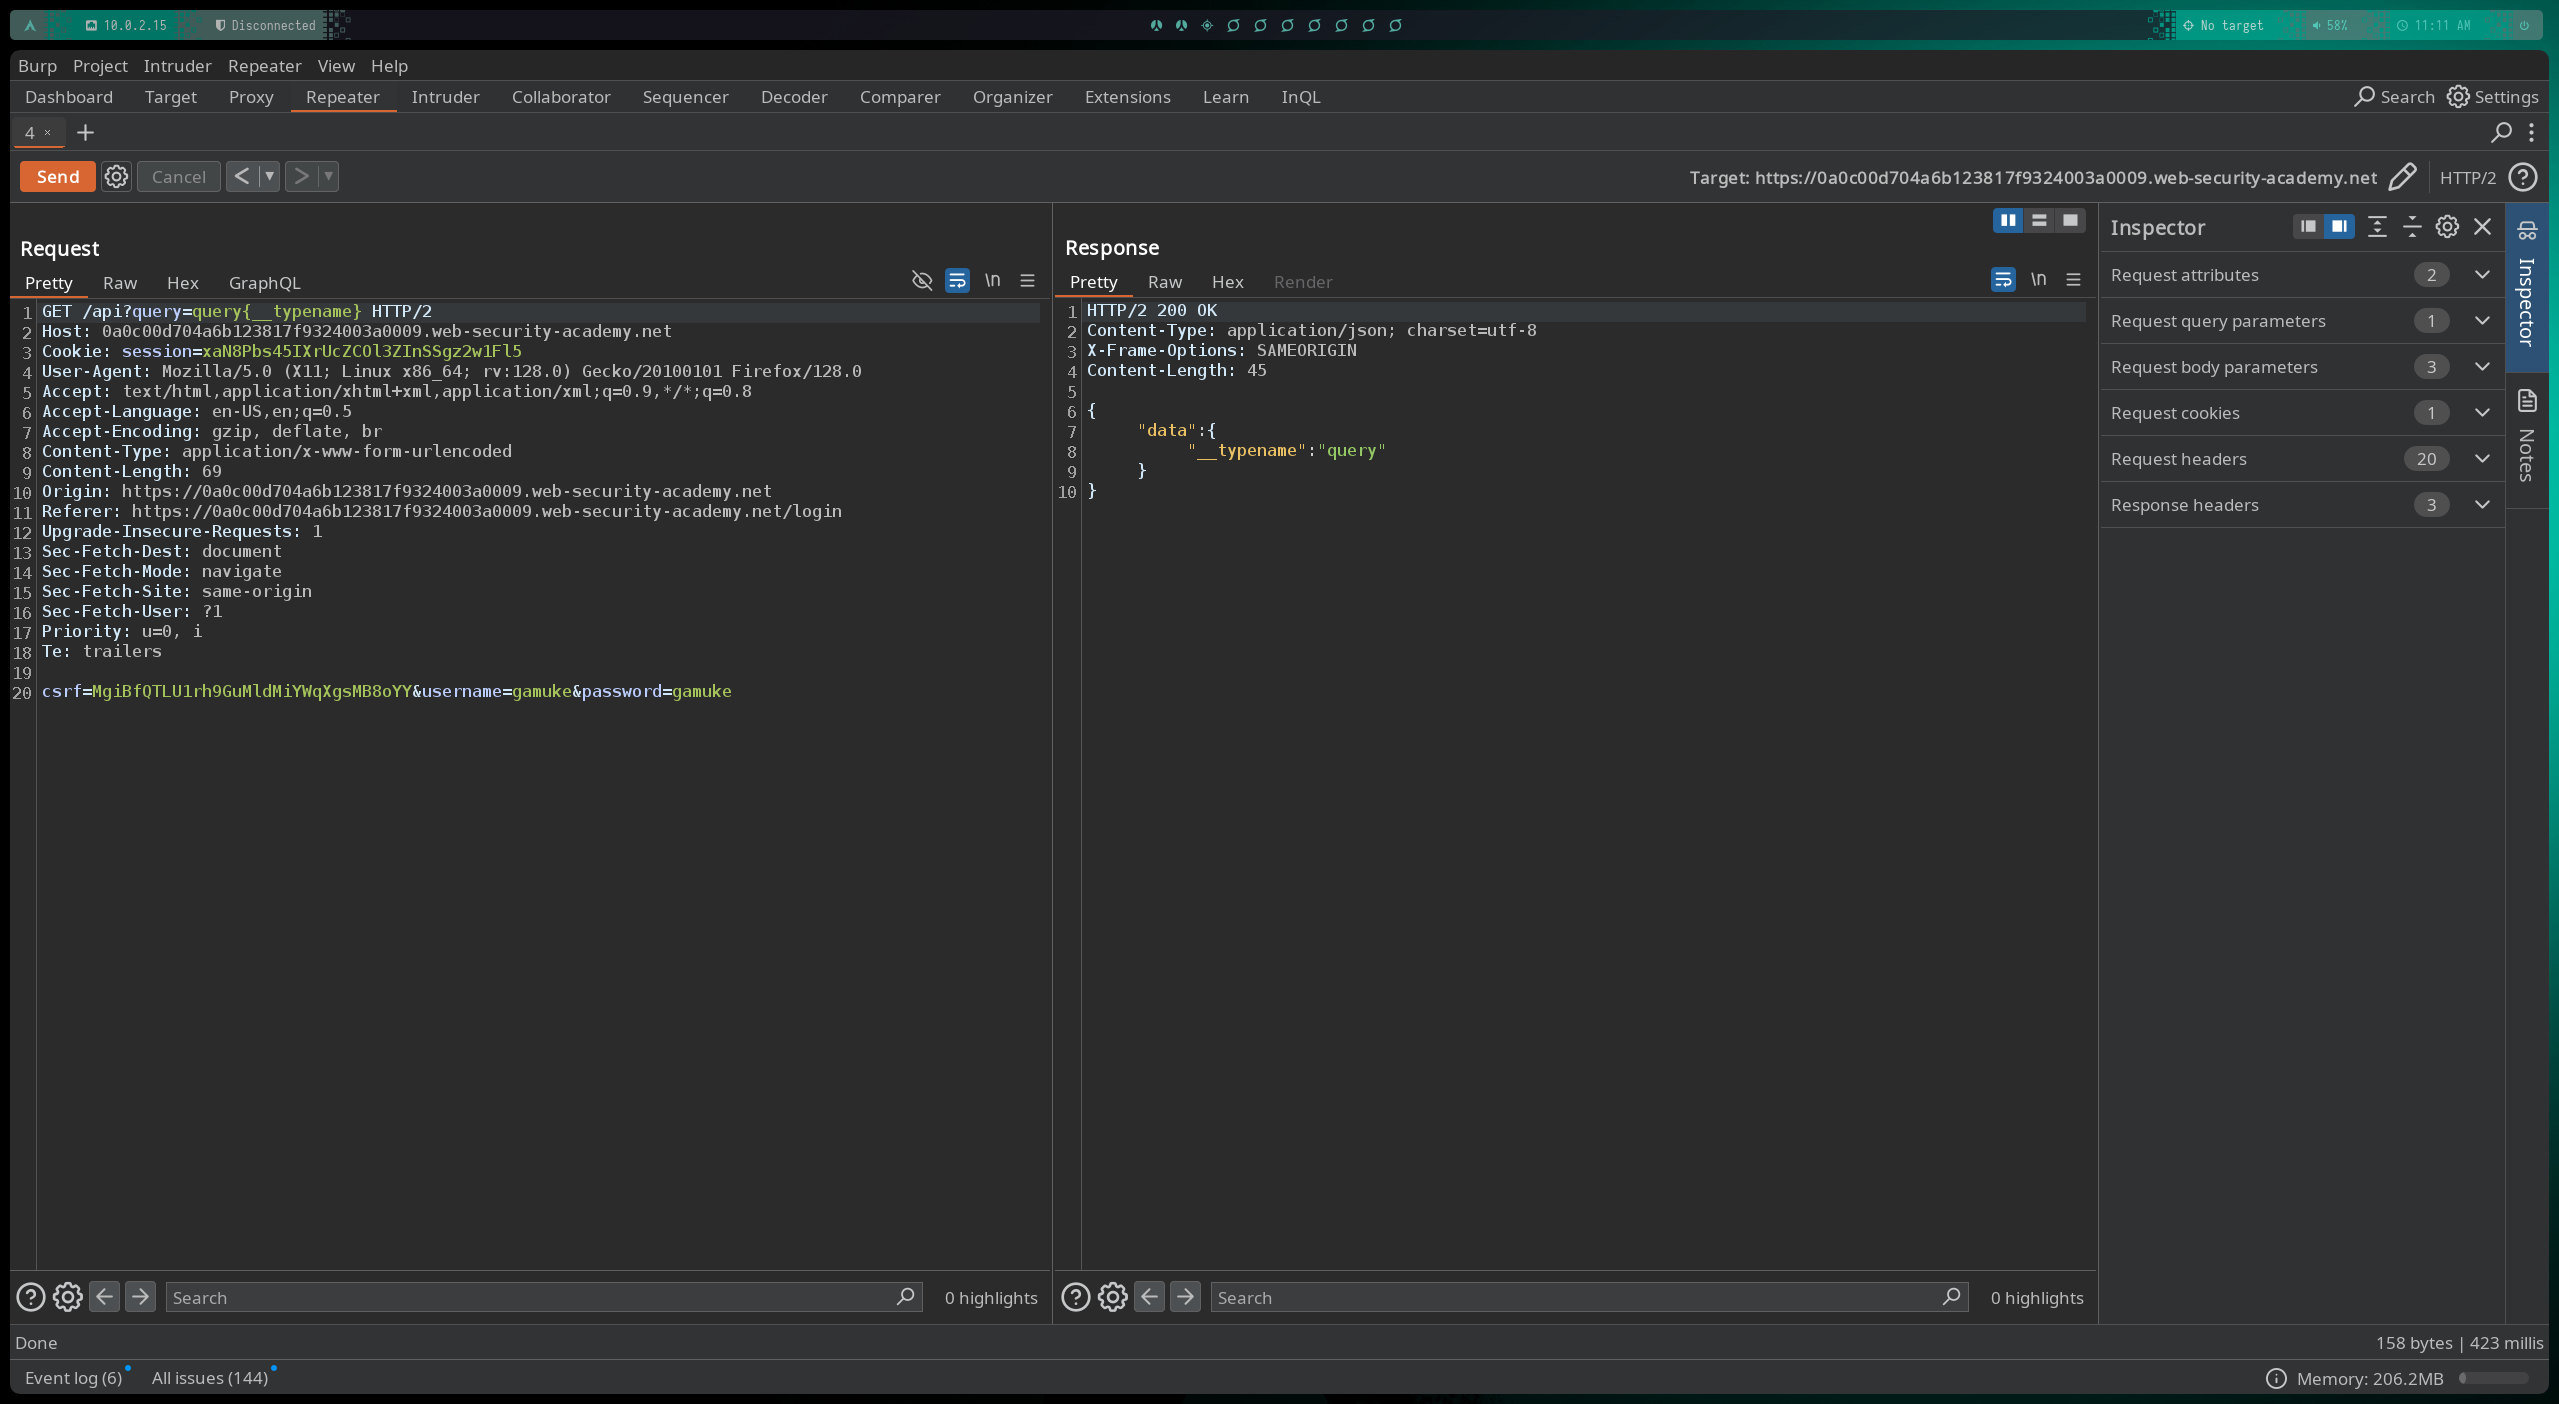 10.0.2.15 Disconnected No target 58% 11:11 AM
Burp Project Intruder Repeater View Help
Dashboard Target Proxy Repeater Intruder Collaborator Sequencer Decoder Comparer Organizer Extensions Learn InQL Search Settings
4 × +
Send Cancel < > Target: https://0a0c00d704a6b123817f9324003a0009.web-security-academy.net HTTP/2
Request
Pretty Raw Hex GraphQL \n
1 GET /api?query=query{__typename} HTTP/2
2 Host: 0a0c00d704a6b123817f9324003a0009.web-security-academy.net
3 Cookie: session=xaN8Pbs45IXrUcZCOl3ZInSSgz2w1Fl5
4 User-Agent: Mozilla/5.0 (X11; Linux x86_64; rv:128.0) Gecko/20100101 Firefox/128.0
5 Accept: text/html,application/xhtml+xml,application/xml;q=0.9,*/*;q=0.8
6 Accept-Language: en-US,en;q=0.5
7 Accept-Encoding: gzip, deflate, br
8 Content-Type: application/x-www-form-urlencoded
9 Content-Length: 69
10 Origin: https://0a0c00d704a6b123817f9324003a0009.web-security-academy.net
11 Referer: https://0a0c00d704a6b123817f9324003a0009.web-security-academy.net/login
12 Upgrade-Insecure-Requests: 1
13 Sec-Fetch-Dest: document
14 Sec-Fetch-Mode: navigate
15 Sec-Fetch-Site: same-origin
16 Sec-Fetch-User: ?1
17 Priority: u=0, i
18 Te: trailers
19
20 csrf=MgiBfQTLU1rh9GuMldMiYWqXgsMB8oYY&username=gamuke&password=gamuke
Search 0 highlights
Response
Pretty Raw Hex Render \n
1 HTTP/2 200 OK
2 Content-Type: application/json; charset=utf-8
3 X-Frame-Options: SAMEORIGIN
4 Content-Length: 45
5
6 {
7 "data":{
8 "__typename":"query"
9 }
10 }
Search 0 highlights
Inspector
Request attributes 2
Request query parameters 1
Request body parameters 3
Request cookies 1
Request headers 20
Response headers 3
Inspector
Notes
Done 158 bytes | 423 millis
Event log (6) All issues (144) Memory: 206.2MB